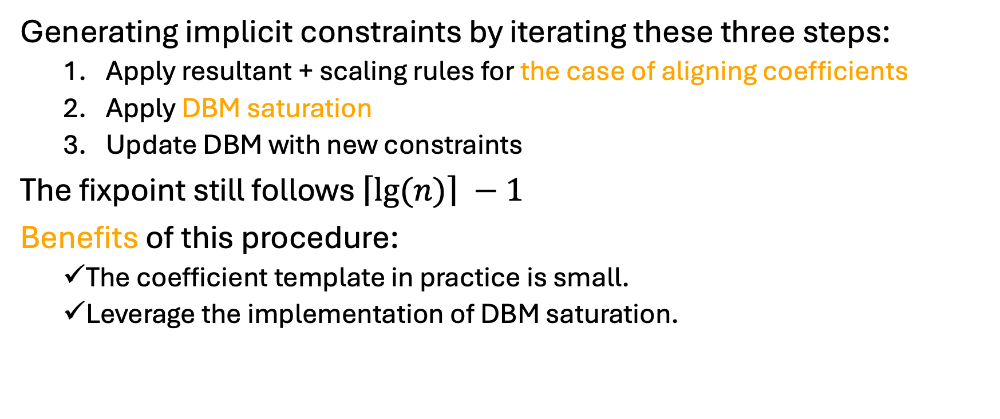 Generating implicit constraints by iterating these three steps:
1. Apply resultant + scaling rules for the case of aligning coefficients
2. Apply DBM saturation
3. Update DBM with new constraints
The fixpoint still follows ⌈lg(n)⌉ − 1
Benefits of this procedure:
✓The coefficient template in practice is small.
✓Leverage the implementation of DBM saturation.